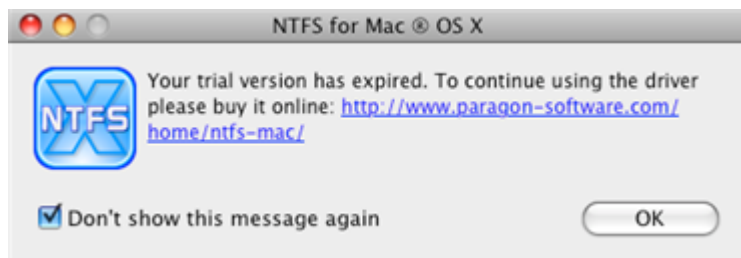 NTFS for Mac ® OS X
Your trial version has expired. To continue using the driver
please buy it online: http://www.paragon-software.com/
home/ntfs-mac/
NTFS
Don't show this message again
OK